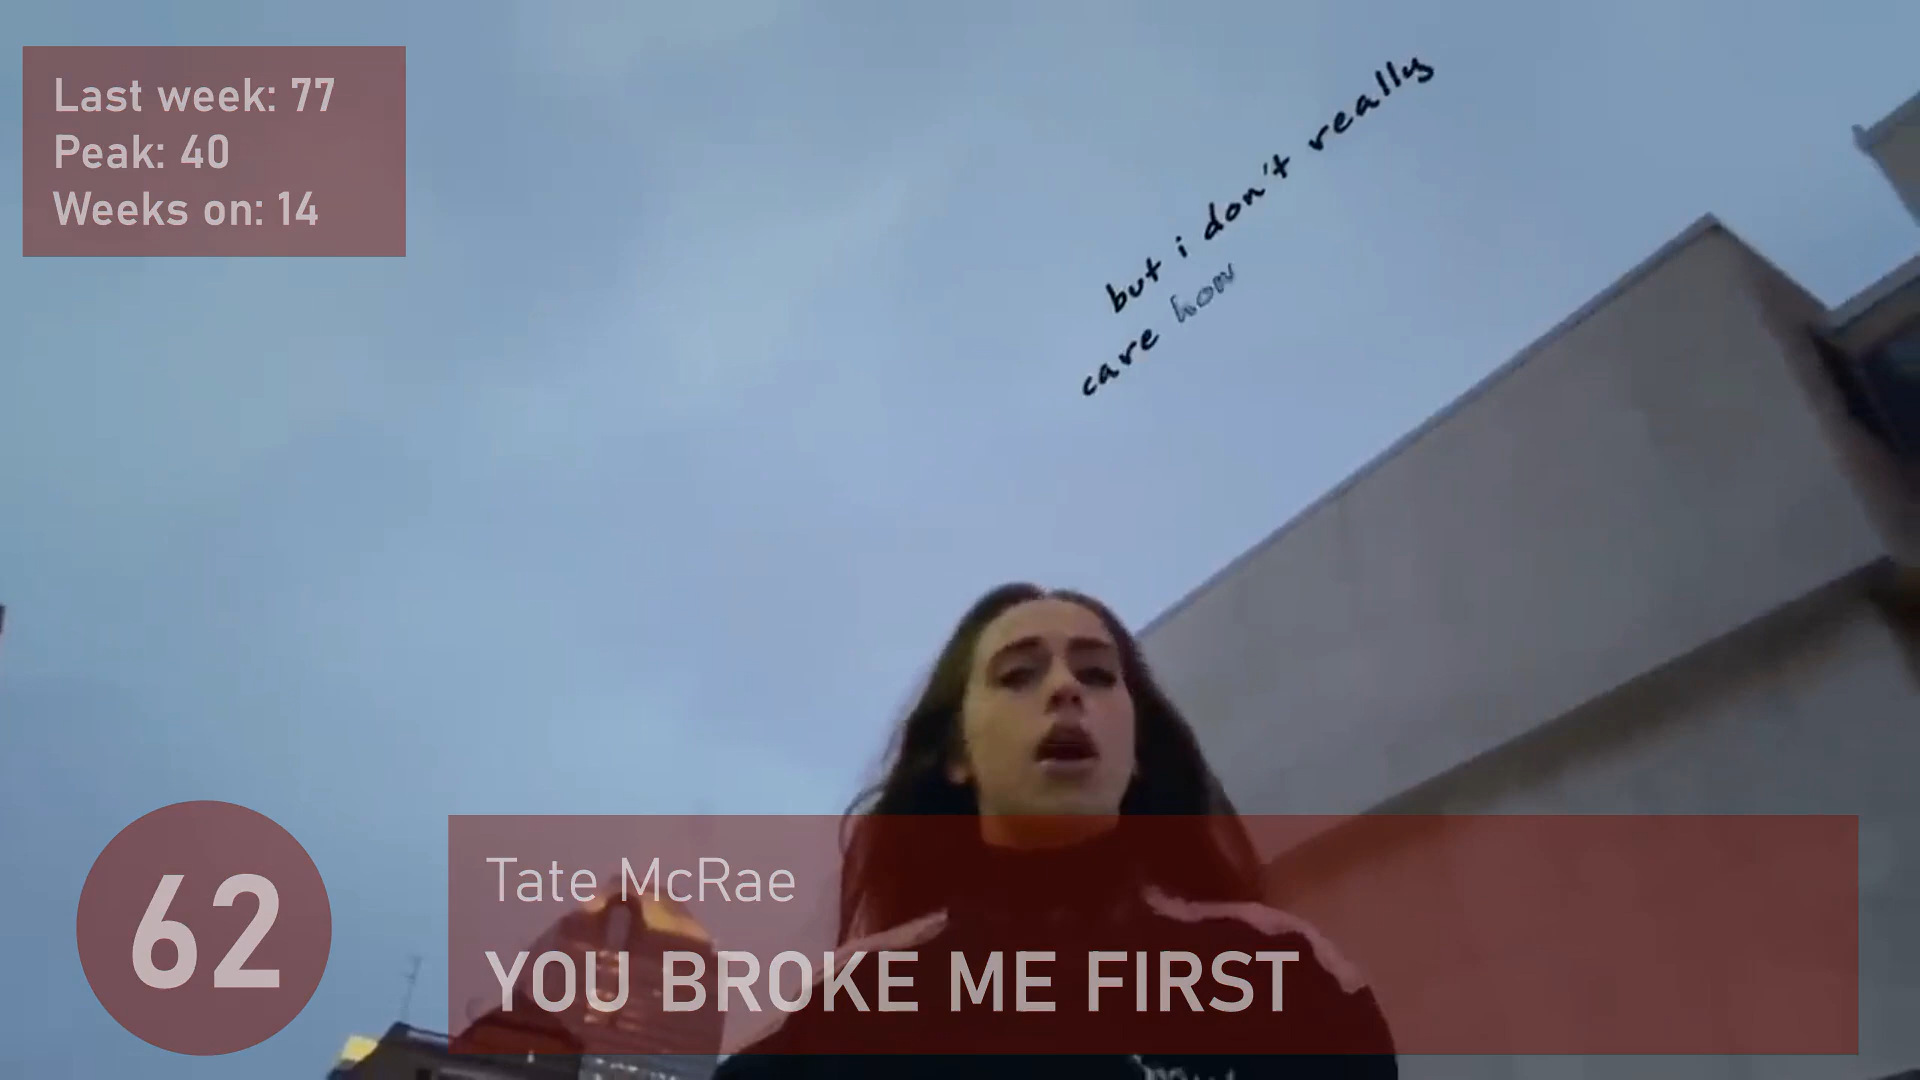 Last week: 77
Peak: 40
Weeks on: 14
but i don't really
care how
62
Tate McRae
YOU BROKE ME FIRST